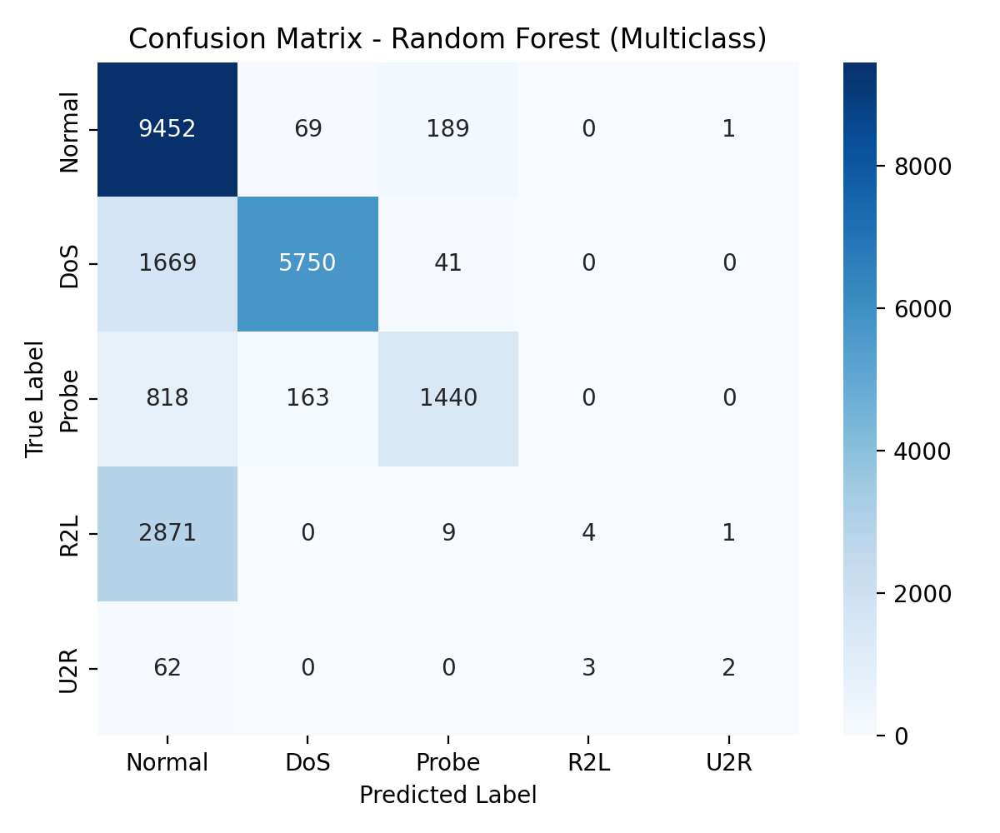 Confusion Matrix - Random Forest (Multiclass)
True Label
Normal 9452 69 189 0 1
DoS 1669 5750 41 0 0
Probe 818 163 1440 0 0
R2L 2871 0 9 4 1
U2R 62 0 0 3 2
Normal DoS Probe R2L U2R
Predicted Label
8000
6000
4000
2000
0